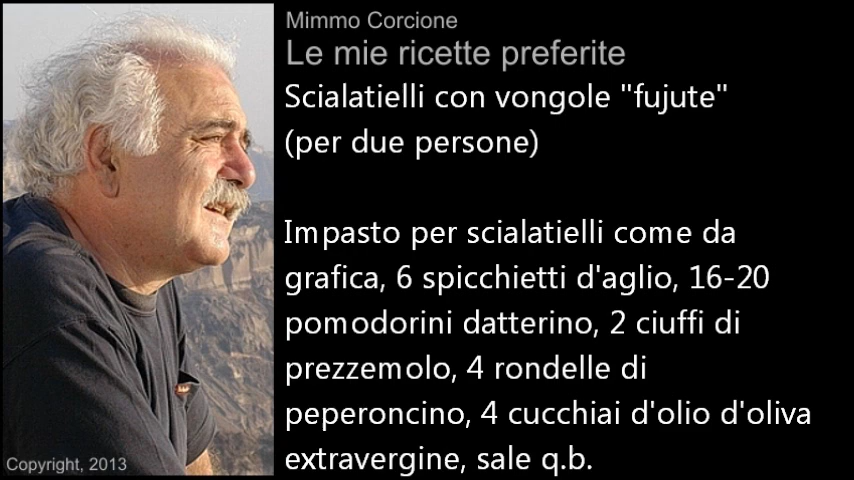 Mimmo Corcione
Le mie ricette preferite
Scialatielli con vongole "fujute"
(per due persone)
Impasto per scialatielli come da
grafica, 6 spicchietti d'aglio, 16-20
pomodorini datterino, 2 ciuffi di
prezzemolo, 4 rondelle di
peperoncino, 4 cucchiai d'olio d'oliva
extravergine, sale q.b.
Copyright, 2013